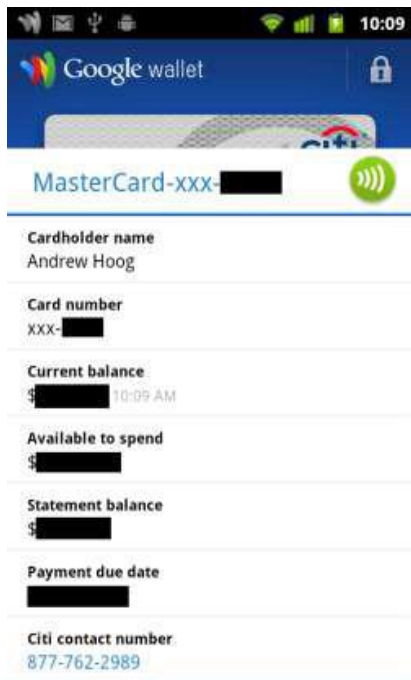 10:09
Google wallet
citi
MasterCard-xxx-
Cardholder name
Andrew Hoog
Card number
xxx-
Current balance
$ 10:09 AM
Available to spend
$
Statement balance
$
Payment due date
Citi contact number
877-762-2989